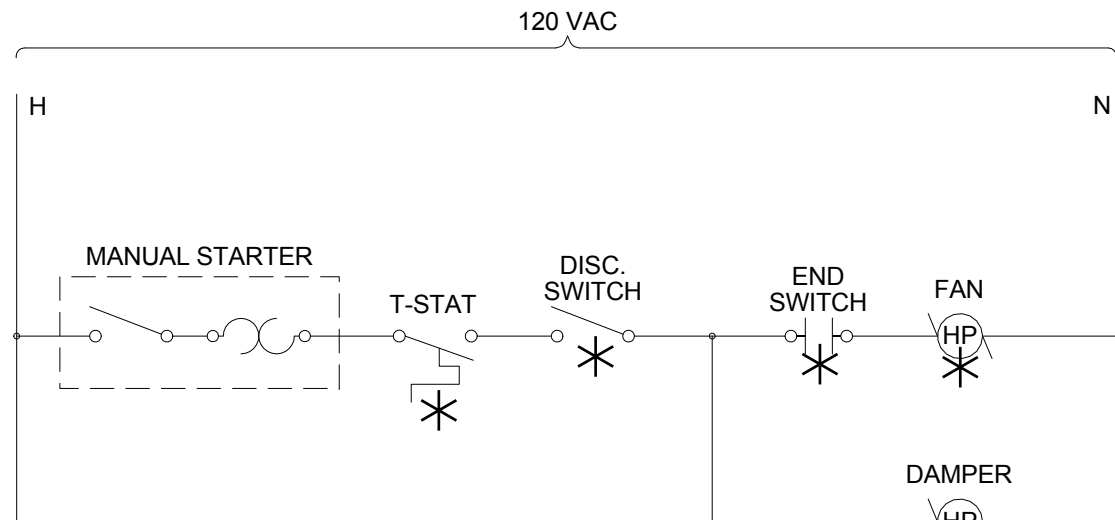 120 VAC
H
N
MANUAL STARTER
T-STAT
DISC.
SWITCH
END
SWITCH
FAN
HP
DAMPER
HP